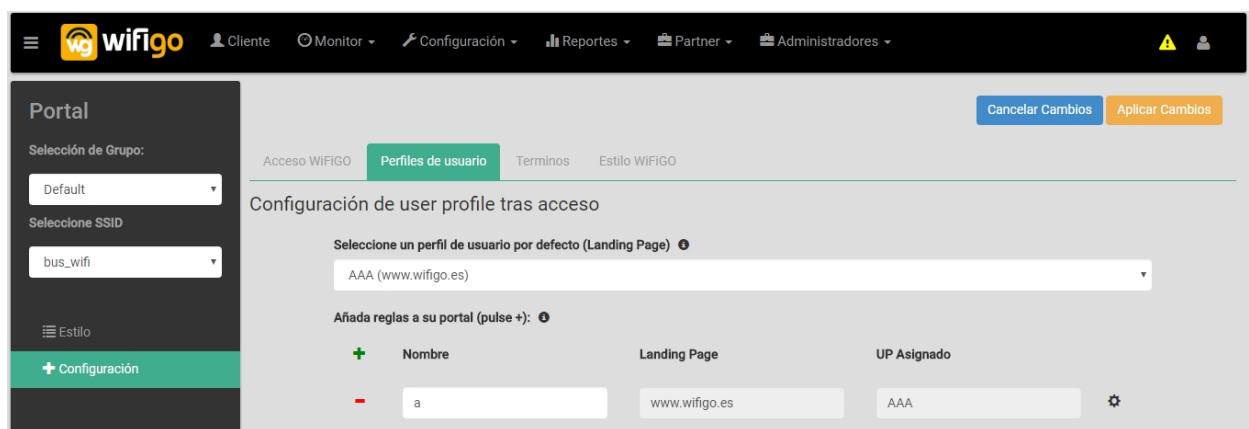 wg wifigo Cliente Monitor Configuración Reportes Partner Administradores
Portal
Cancelar Cambios Aplicar Cambios
Selección de Grupo:
Default
Seleccione SSID
bus_wifi
Estilo
Configuración
Acceso WiFiGO Perfiles de usuario Terminos Estilo WiFiGO
Configuración de user profile tras acceso
Seleccione un perfil de usuario por defecto (Landing Page)
AAA (www.wifigo.es)
Añada reglas a su portal (pulse +):
Nombre Landing Page UP Asignado
a www.wifigo.es AAA